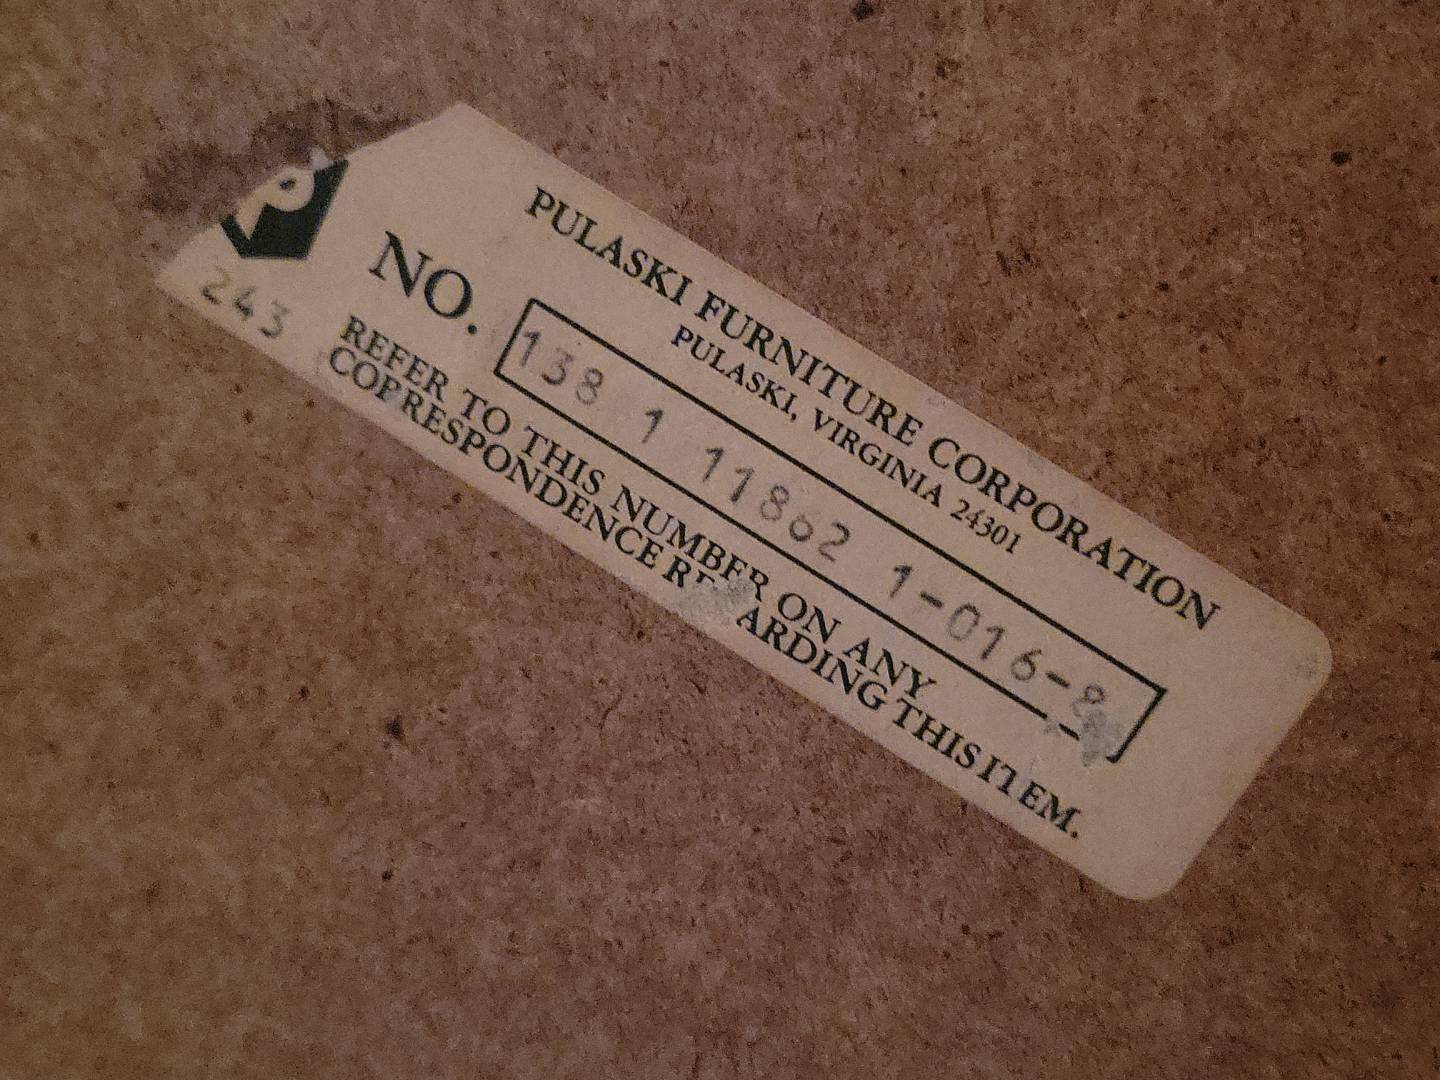 PULASKI FURNITURE CORPORATION
PULASKI, VIRGINIA 24301
NO. 138 1 11862 1-016-8
243
REFER TO THIS NUMBER ON ANY
CORRESPONDENCE REGARDING THIS ITEM.